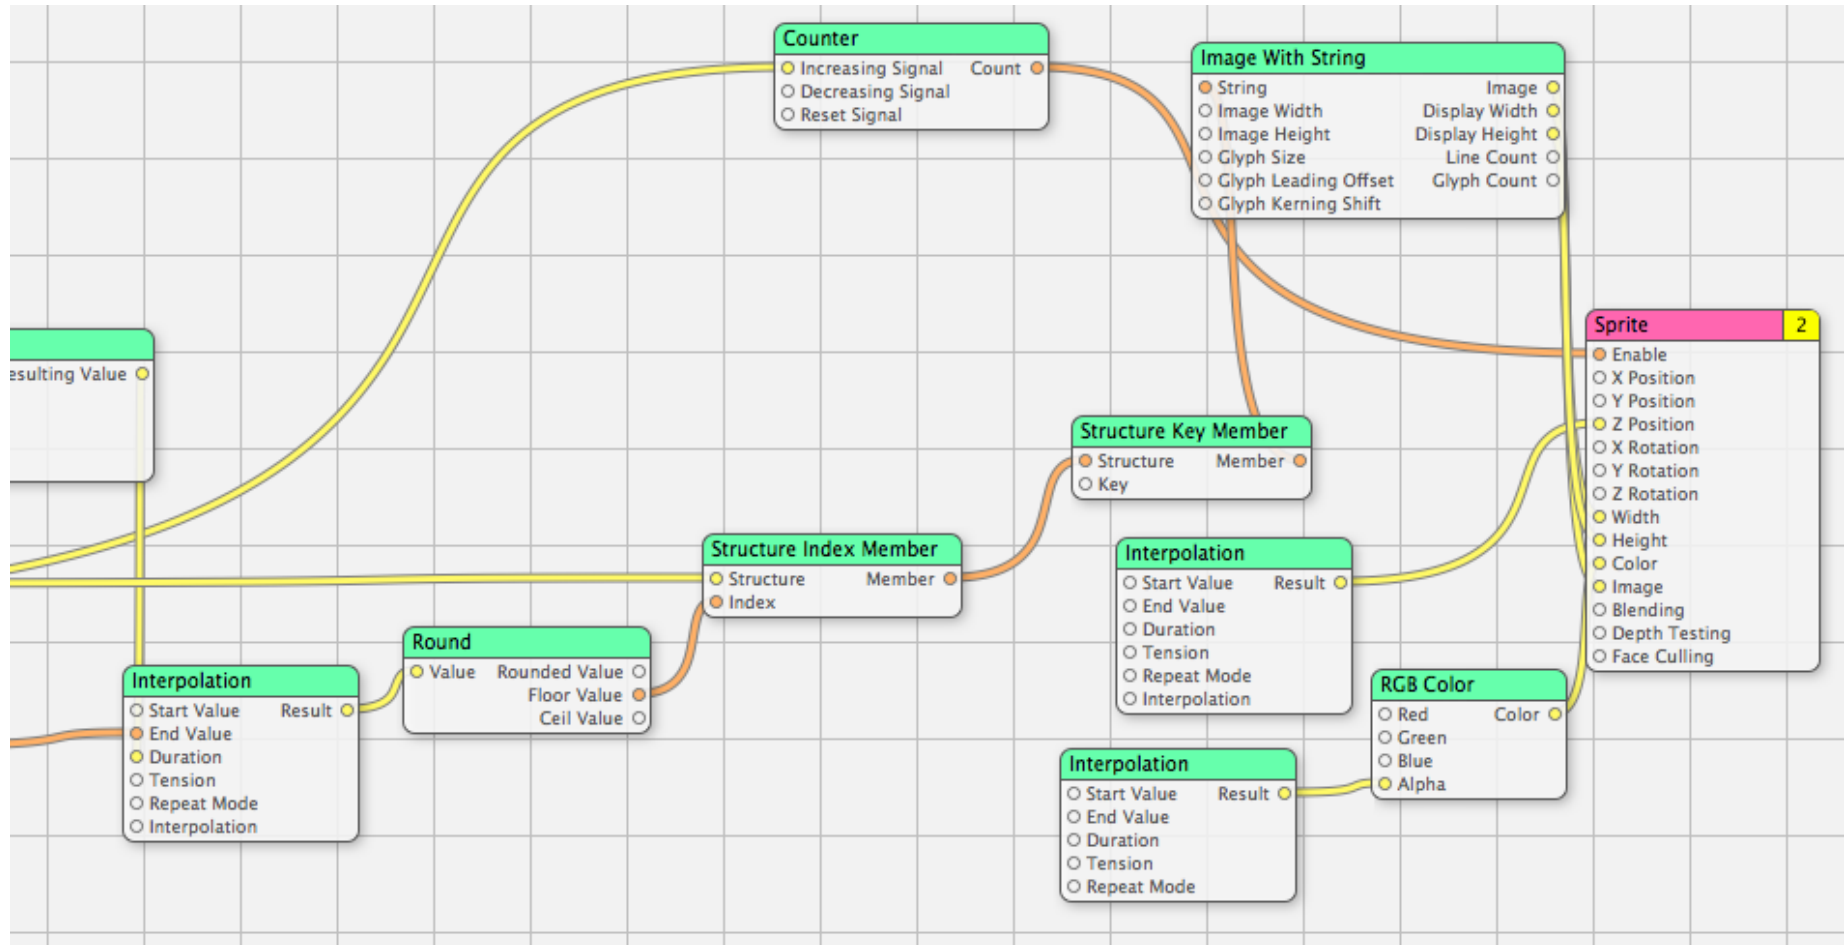 Counter
Increasing Signal Count
Decreasing Signal
Reset Signal
Image With String
String Image
Image Width Display Width
Image Height Display Height
Glyph Size Line Count
Glyph Leading Offset Glyph Count
Glyph Kerning Shift
esulting Value
Sprite 2
Enable
X Position
Y Position
Z Position
X Rotation
Y Rotation
Z Rotation
Width
Height
Color
Image
Blending
Depth Testing
Face Culling
Structure Key Member
Structure Member
Key
Structure Index Member
Structure Member
Index
Interpolation
Start Value Result
End Value
Duration
Tension
Repeat Mode
Interpolation
Round
Value Rounded Value
Floor Value
Ceil Value
Interpolation
Start Value Result
End Value
Duration
Tension
Repeat Mode
Interpolation
RGB Color
Red Color
Green
Blue
Alpha
Interpolation
Start Value Result
End Value
Duration
Tension
Repeat Mode